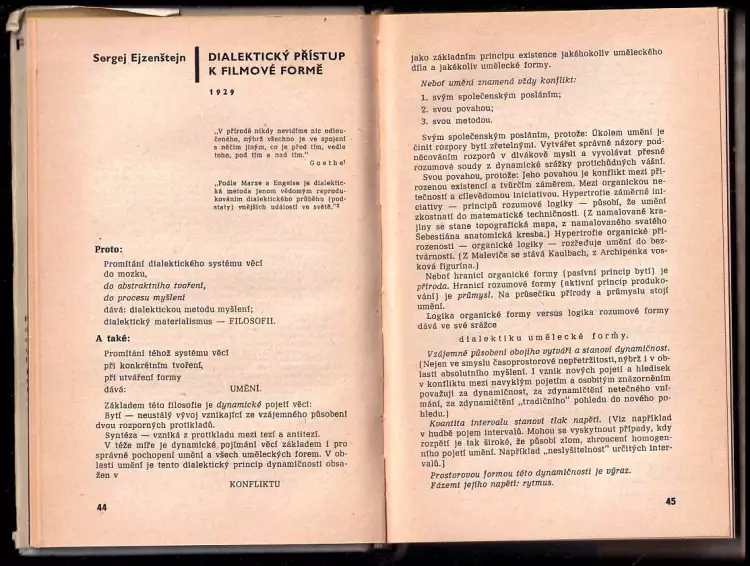 Sergej Ejzenštejn
DIALEKTICKÝ PŘÍSTUP
K FILMOVÉ FORMĚ
1929
„V přírodě nikdy nevidíme nic odlou-
čeného, nýbrž všechno je ve spojení
s něčím jiným, co je před tím, vedle
toho, pod tím a nad tím."
Goethe¹
„Podle Marxe a Engelse je dialektic-
ká metoda jenom vědomým reprodu-
kováním dialektického průběhu (pod-
staty) vnějších událostí ve světě."²
Proto:
Promítání dialektického systému věcí
do mozku,
do abstraktního tvoření,
do procesu myšlení
dává: dialektickou metodu myšlení;
dialektický materialismus — FILOSOFII.
A také:
Promítání téhož systému věcí
při konkrétním tvoření,
při utváření formy
dává: UMĚNÍ.
Základem této filosofie je dynamické pojetí věcí:
Bytí — neustálý vývoj vznikající ze vzájemného působení
dvou rozporných protikladů.
Syntéza — vzniká z protikladu mezi tezí a antitezí.
V téže míře je dynamické pojímání věcí základem i pro
správné pochopení umění a všech uměleckých forem. V ob-
lasti umění je tento dialektický princip dynamičnosti obsa-
žen v
KONFLIKTU
44
jako základním principu existence jakéhokoliv uměleckého
díla a jakékoliv umělecké formy.
Neboť umění znamená vždy konflikt:
1. svým společenským posláním;
2. svou povahou;
3. svou metodou.
Svým společenským posláním, protože: Úkolem umění je
činit rozpory bytí zřetelnými. Vytvářet správné názory pod-
něcováním rozporů v divákově mysli a vyvolávat přesné
rozumové soudy z dynamické srážky protichůdných vášní.
Svou povahou, protože: Jeho povahou je konflikt mezi při-
rozenou existencí a tvůrčím záměrem. Mezi organickou ne-
tečností a cílevědomou iniciativou. Hypertrofie záměrné ini-
ciativy — principů rozumové logiky — působí, že umění
zkostnatí do matematické techničnosti. (Z namalované kra-
jiny se stane topografická mapa, z namalovaného svatého
Šebestiána anatomická kresba.) Hypertrofie organické při-
rozenosti — organické logiky — rozřeďuje umění do bez-
tvárnosti. (Z Maleviče se stává Kaulbach, z Archipenka vos-
ková figurína.)
Neboť hranicí organické formy (pasivní princip bytí) je
příroda. Hranicí rozumové formy (aktivní princip produko-
vání) je průmysl. Na průsečíku přírody a průmyslu stojí
umění.
Logika organické formy versus logika rozumové formy
dává ve své srážce
dialektiku umělecké formy.
Vzájemné působení obojího vytváří a stanoví dynamičnost.
(Nejen ve smyslu časoprostorové nepřetržitosti, nýbrž i v ob-
lasti absolutního myšlení. I vznik nových pojetí a hledisek
v konfliktu mezi navyklým pojetím a osobitým znázorněním
považuji za dynamičnost, za zdynamičtění netečného vní-
mání, za zdynamičtění „tradičního" pohledu do nového po-
hledu.)
Kvantita intervalu stanoví tlak napětí. (Viz například
v hudbě pojem intervalů. Mohou se vyskytnout případy, kdy
rozpětí je tak široké, že působí zlom, zhroucení homogen-
ního pojetí umění. Například „neslyšitelnost" určitých inter-
valů.)
Prostorovou formou této dynamičnosti je výraz.
Fázemi jejího napětí: rytmus.
45